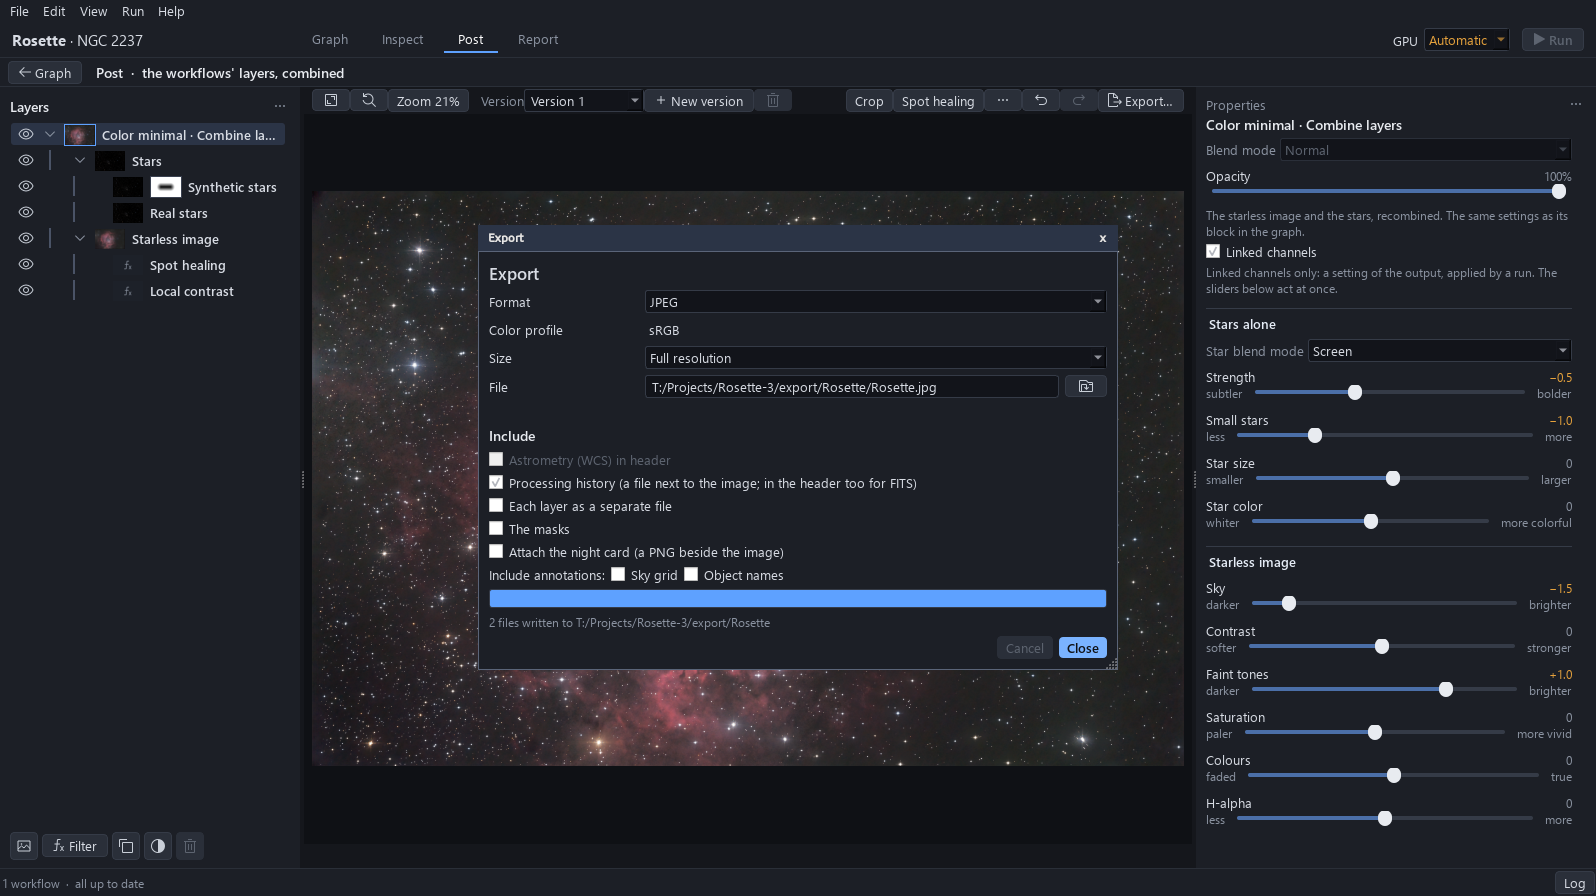 File Edit View Run Help
Rosette · NGC 2237
Graph Inspect Post Report
GPU Automatic Run
Graph
Post · the workflows' layers, combined
Layers
Zoom 21% Version Version 1 New version Crop Spot healing Export...
Color minimal · Combine la...
Stars
Synthetic stars
Real stars
Starless image
fx Spot healing
fx Local contrast
Export x
Export
Format JPEG
Color profile sRGB
Size Full resolution
File T:/Projects/Rosette-3/export/Rosette/Rosette.jpg
Include
Astrometry (WCS) in header
Processing history (a file next to the image; in the header too for FITS)
Each layer as a separate file
The masks
Attach the night card (a PNG beside the image)
Include annotations: Sky grid Object names
2 files written to T:/Projects/Rosette-3/export/Rosette
Cancel Close
Properties
Color minimal · Combine layers
Blend mode Normal
Opacity 100%
The starless image and the stars, recombined. The same settings as its
block in the graph.
Linked channels
Linked channels only: a setting of the output, applied by a run. The
sliders below act at once.
Stars alone
Star blend mode Screen
Strength −0.5
subtler bolder
Small stars −1.0
less more
Star size 0
smaller larger
Star color 0
whiter more colorful
Starless image
Sky −1.5
darker brighter
Contrast 0
softer stronger
Faint tones +1.0
darker brighter
Saturation 0
paler more vivid
Colours 0
faded true
H-alpha 0
less more
fx Filter
1 workflow · all up to date
Log